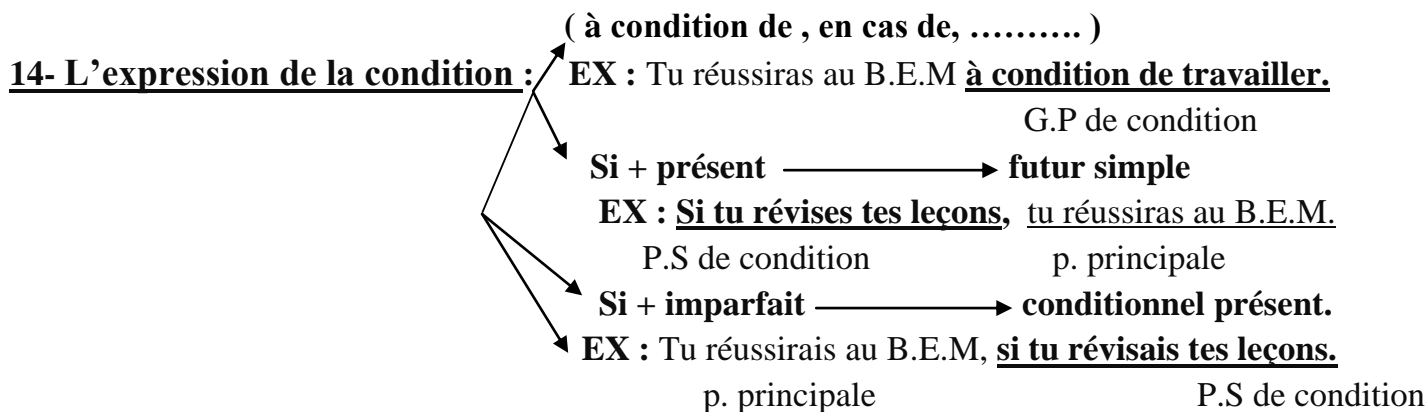 ( à condition de , en cas de, ………. )
14- L’expression de la condition : EX : Tu réussiras au B.E.M à condition de travailler.
G.P de condition
Si + présent futur simple
EX : Si tu révises tes leçons, tu réussiras au B.E.M.
P.S de condition p. principale
Si + imparfait conditionnel présent.
EX : Tu réussirais au B.E.M, si tu révisais tes leçons.
p. principale P.S de condition